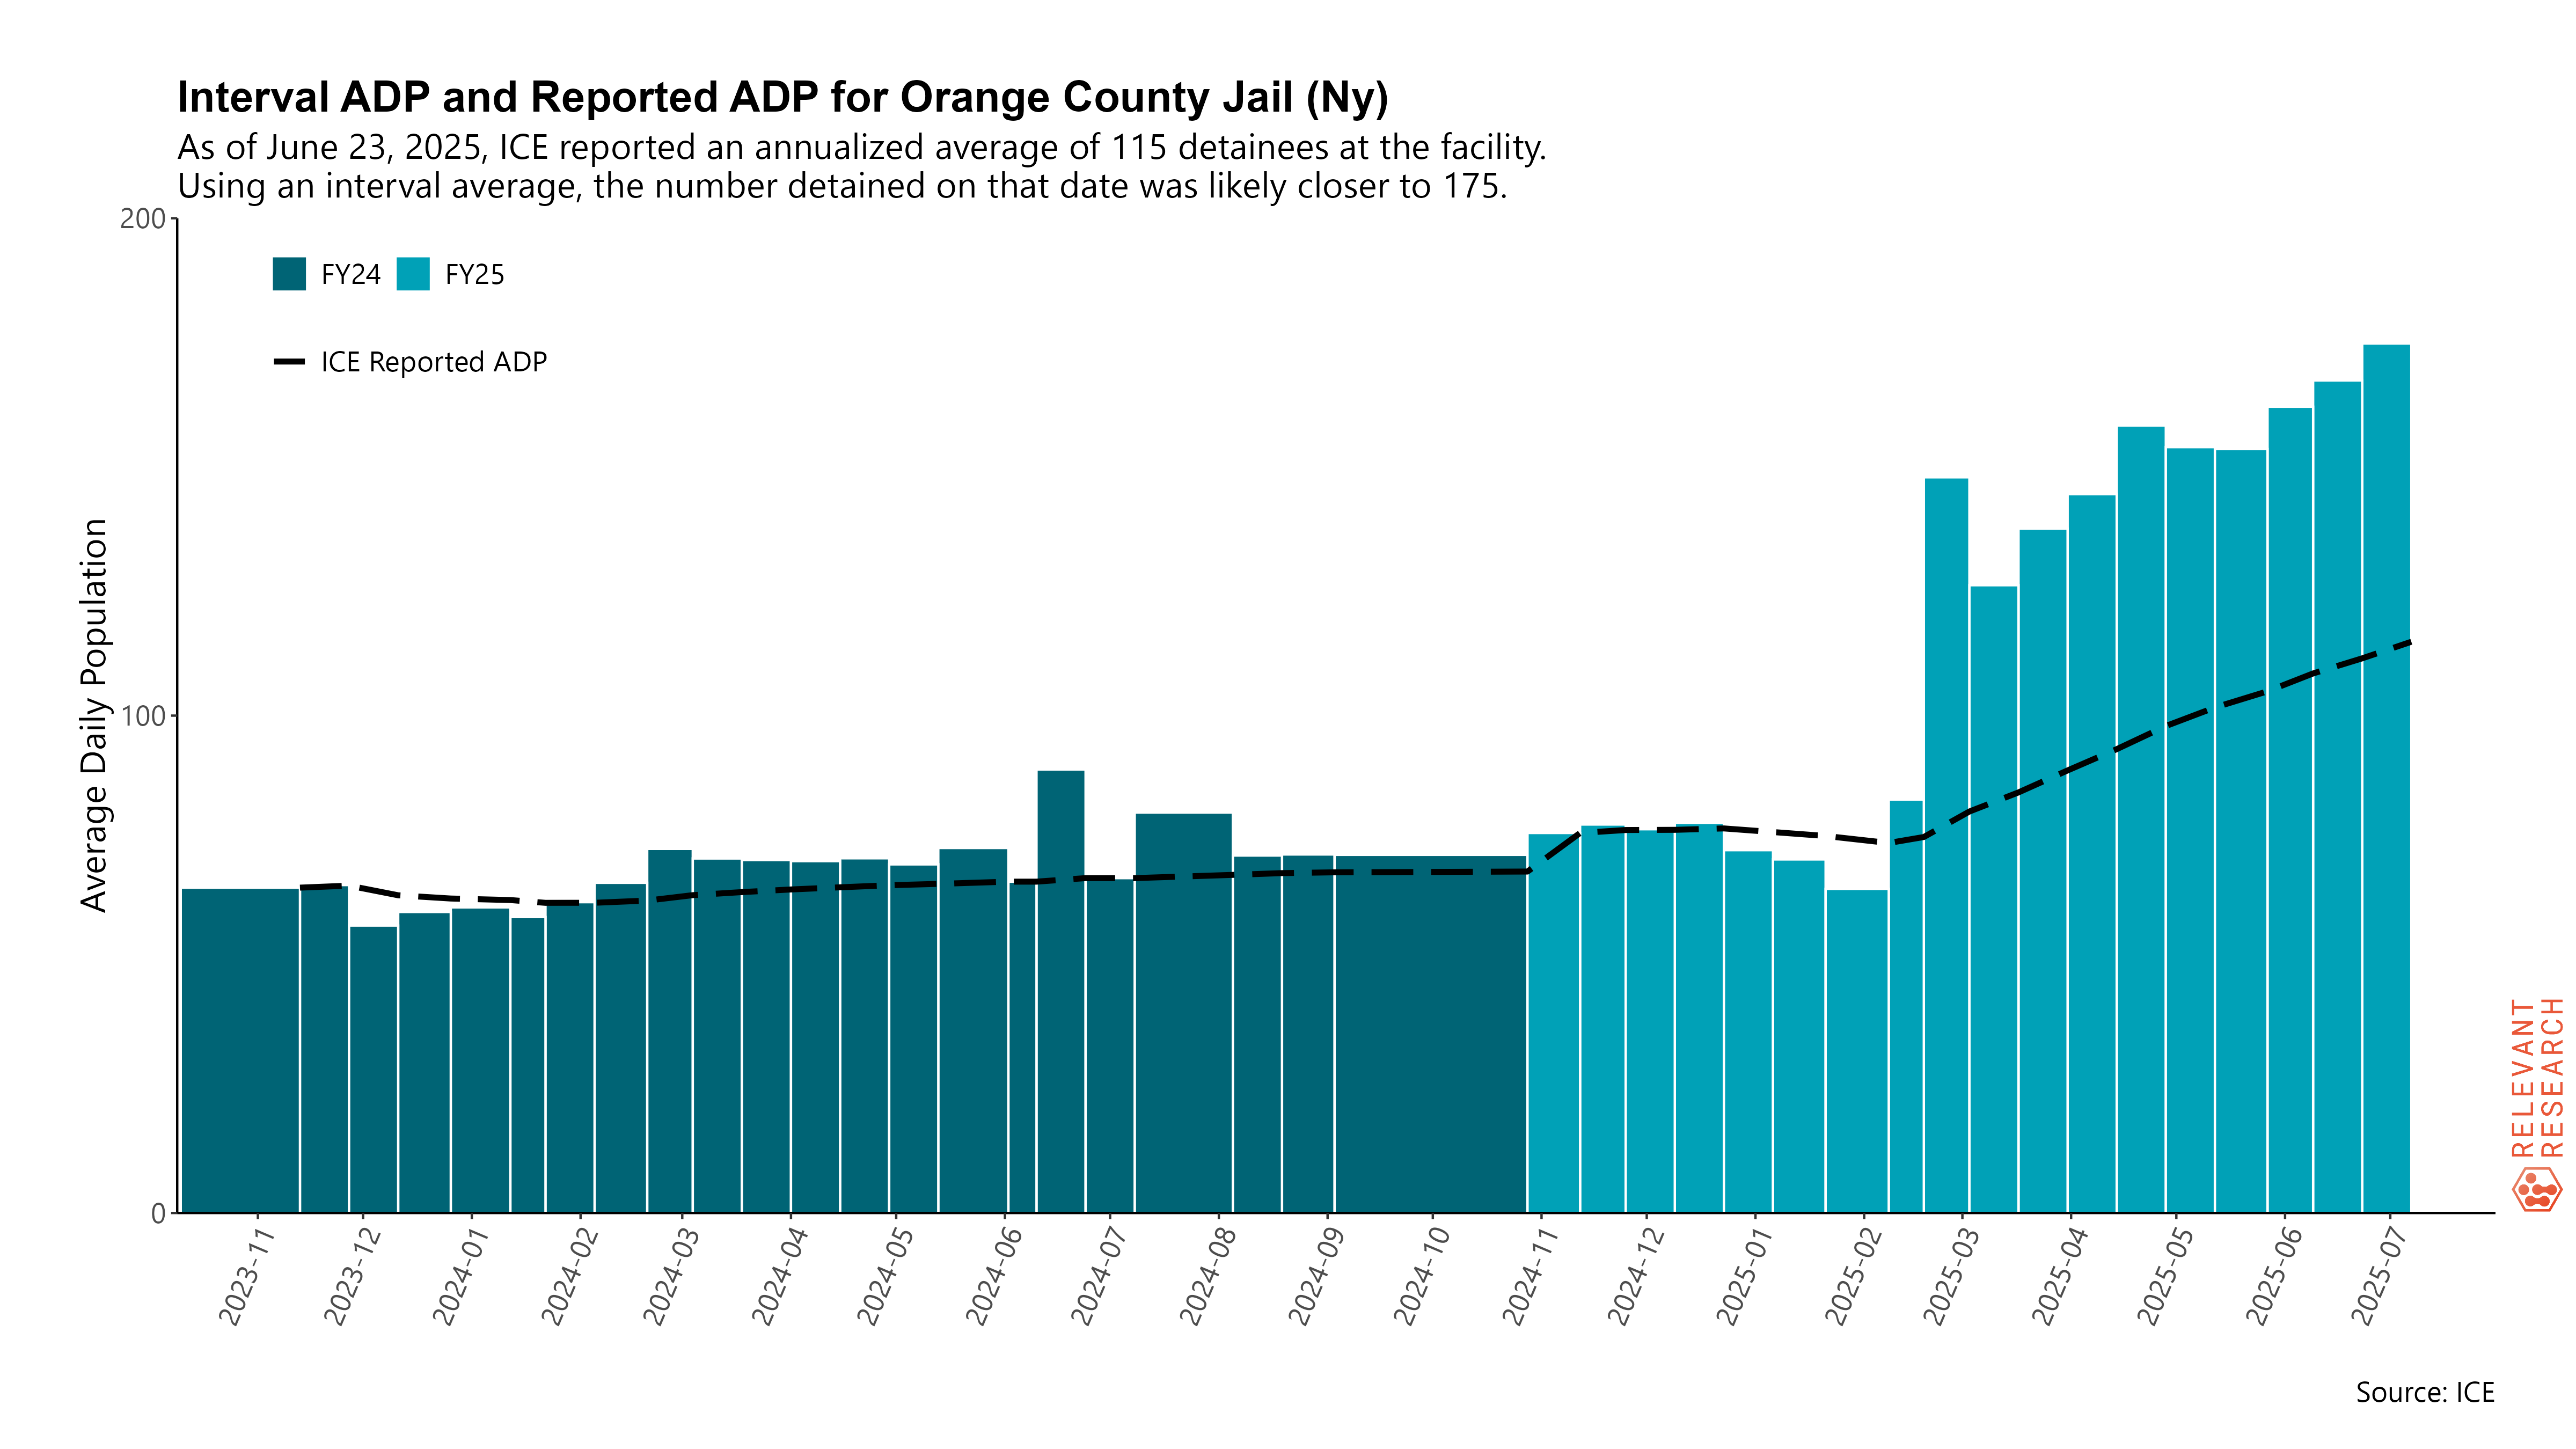 Interval ADP and Reported ADP for Orange County Jail (Ny)
As of June 23, 2025, ICE reported an annualized average of 115 detainees at the facility.
Using an interval average, the number detained on that date was likely closer to 175.
200
FY24
FY25
ICE Reported ADP
Average Daily Population
100
0
2023-11
2023-12
2024-01
2024-02
2024-03
2024-04
2024-05
2024-06
2024-07
2024-08
2024-09
2024-10
2024-11
2024-12
2025-01
2025-02
2025-03
2025-04
2025-05
2025-06
2025-07
RELEVANT
RESEARCH
Source: ICE